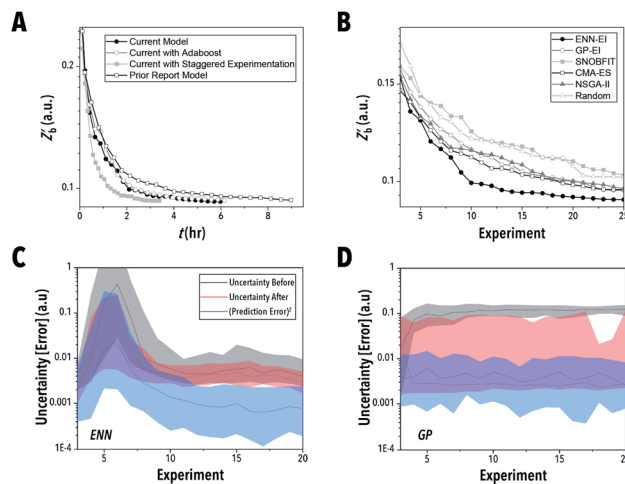 A
Z'b (a.u.)
0.2
0.1
0
2
4
6
8
t(hr)
Current Model
Current with Adaboost
Current with Staggered Experimentation
Prior Report Model
B
Z'b (a.u.)
0.15
0.1
5
10
15
20
25
Experiment
ENN-EI
GP-EI
SNOBFIT
CMA-ES
NSGA-II
Random
C
Uncertainty [Error] (a.u)
1
0.1
0.01
0.001
1E-4
5
10
15
20
Experiment
ENN
Uncertainty Before
Uncertainty After
(Prediction Error)²
D
Uncertainty [Error] (a.u.)
1
0.1
0.01
0.001
1E-4
5
10
15
20
Experiment
GP